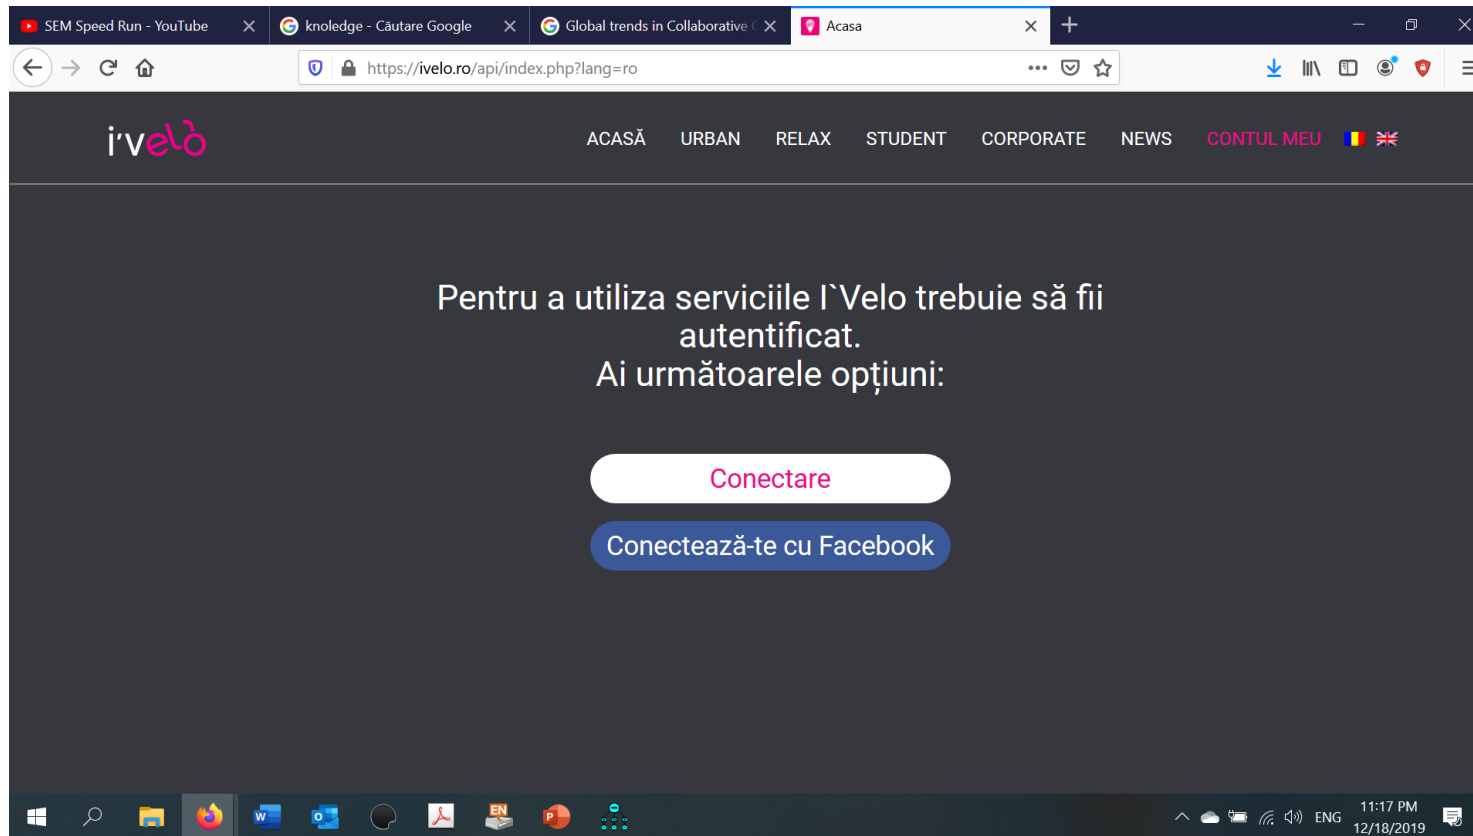 SEM Speed Run - YouTube
knoledge - Căutare Google
Global trends in Collaborative C
Acasa
https://ivelo.ro/api/index.php?lang=ro
i'velo
ACASĂ URBAN RELAX STUDENT CORPORATE NEWS CONTUL MEU
Pentru a utiliza serviciile I`Velo trebuie să fii
autentificat.
Ai următoarele opțiuni:
Conectare
Conectează-te cu Facebook
EN
ENG
11:17 PM
12/18/2019